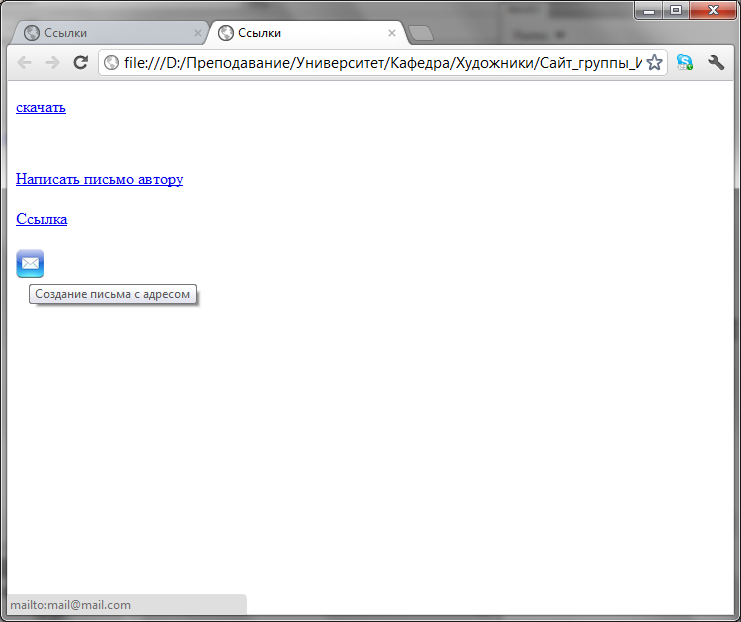 Ссылки
Ссылки
file:///D:/Преподавание/Университет/Кафедра/Художники/Сайт_группы_И
скачать
Написать письмо автору
Ссылка
Создание письма с адресом
mailto:mail@mail.com